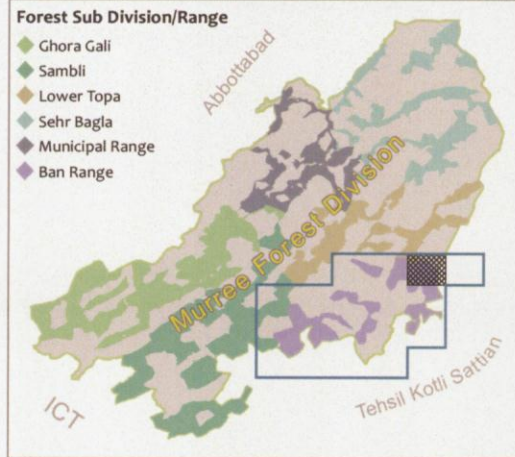 Forest Sub Division/Range
Ghora Gali
Sambli
Lower Topa
Sehr Bagla
Municipal Range
Ban Range
Abbottabad
Murree Forest Division
ICT
Tehsil Kotli Sattian